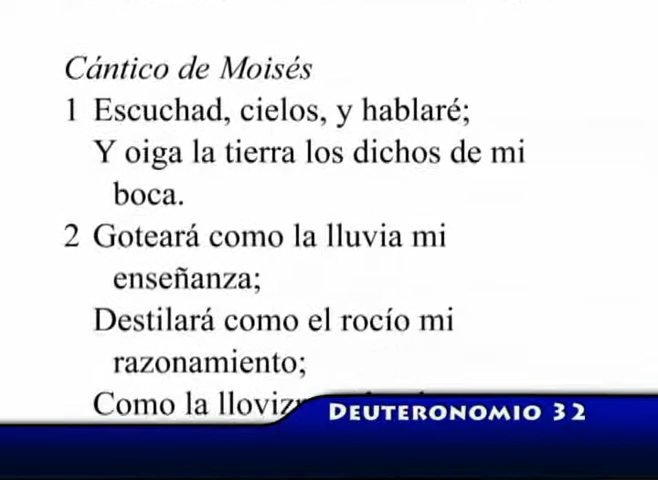 Cántico de Moisés
1 Escuchad, cielos, y hablaré;
Y oiga la tierra los dichos de mi
boca.
2 Goteará como la lluvia mi
enseñanza;
Destilará como el rocío mi
razonamiento;
Como la
DEUTERONOMIO 32